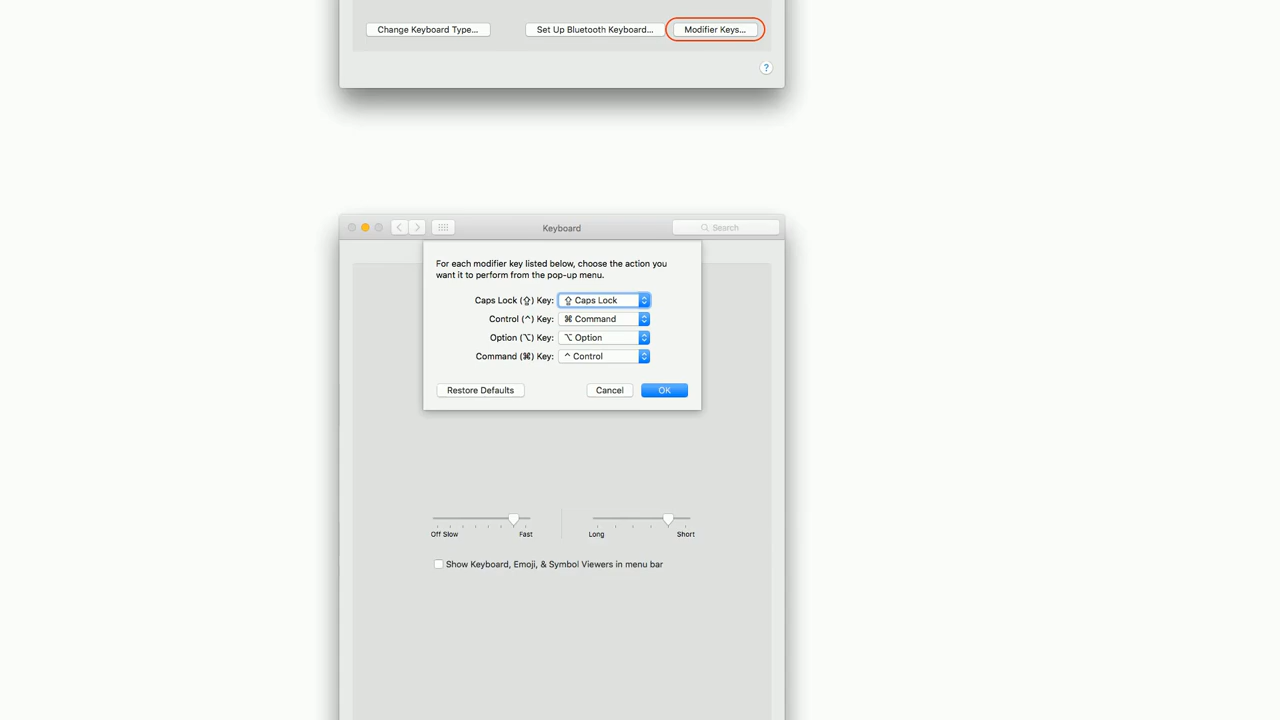 Change Keyboard Type...
Set Up Bluetooth Keyboard...
Modifier Keys...
?
Keyboard
Search
For each modifier key listed below, choose the action you
want it to perform from the pop-up menu.
Caps Lock (⇪) Key: ⇪ Caps Lock
Control (^) Key: ⌘ Command
Option (⌥) Key: ⌥ Option
Command (⌘) Key: ^ Control
Restore Defaults
Cancel
OK
Off Slow
Fast
Long
Short
Show Keyboard, Emoji, & Symbol Viewers in menu bar